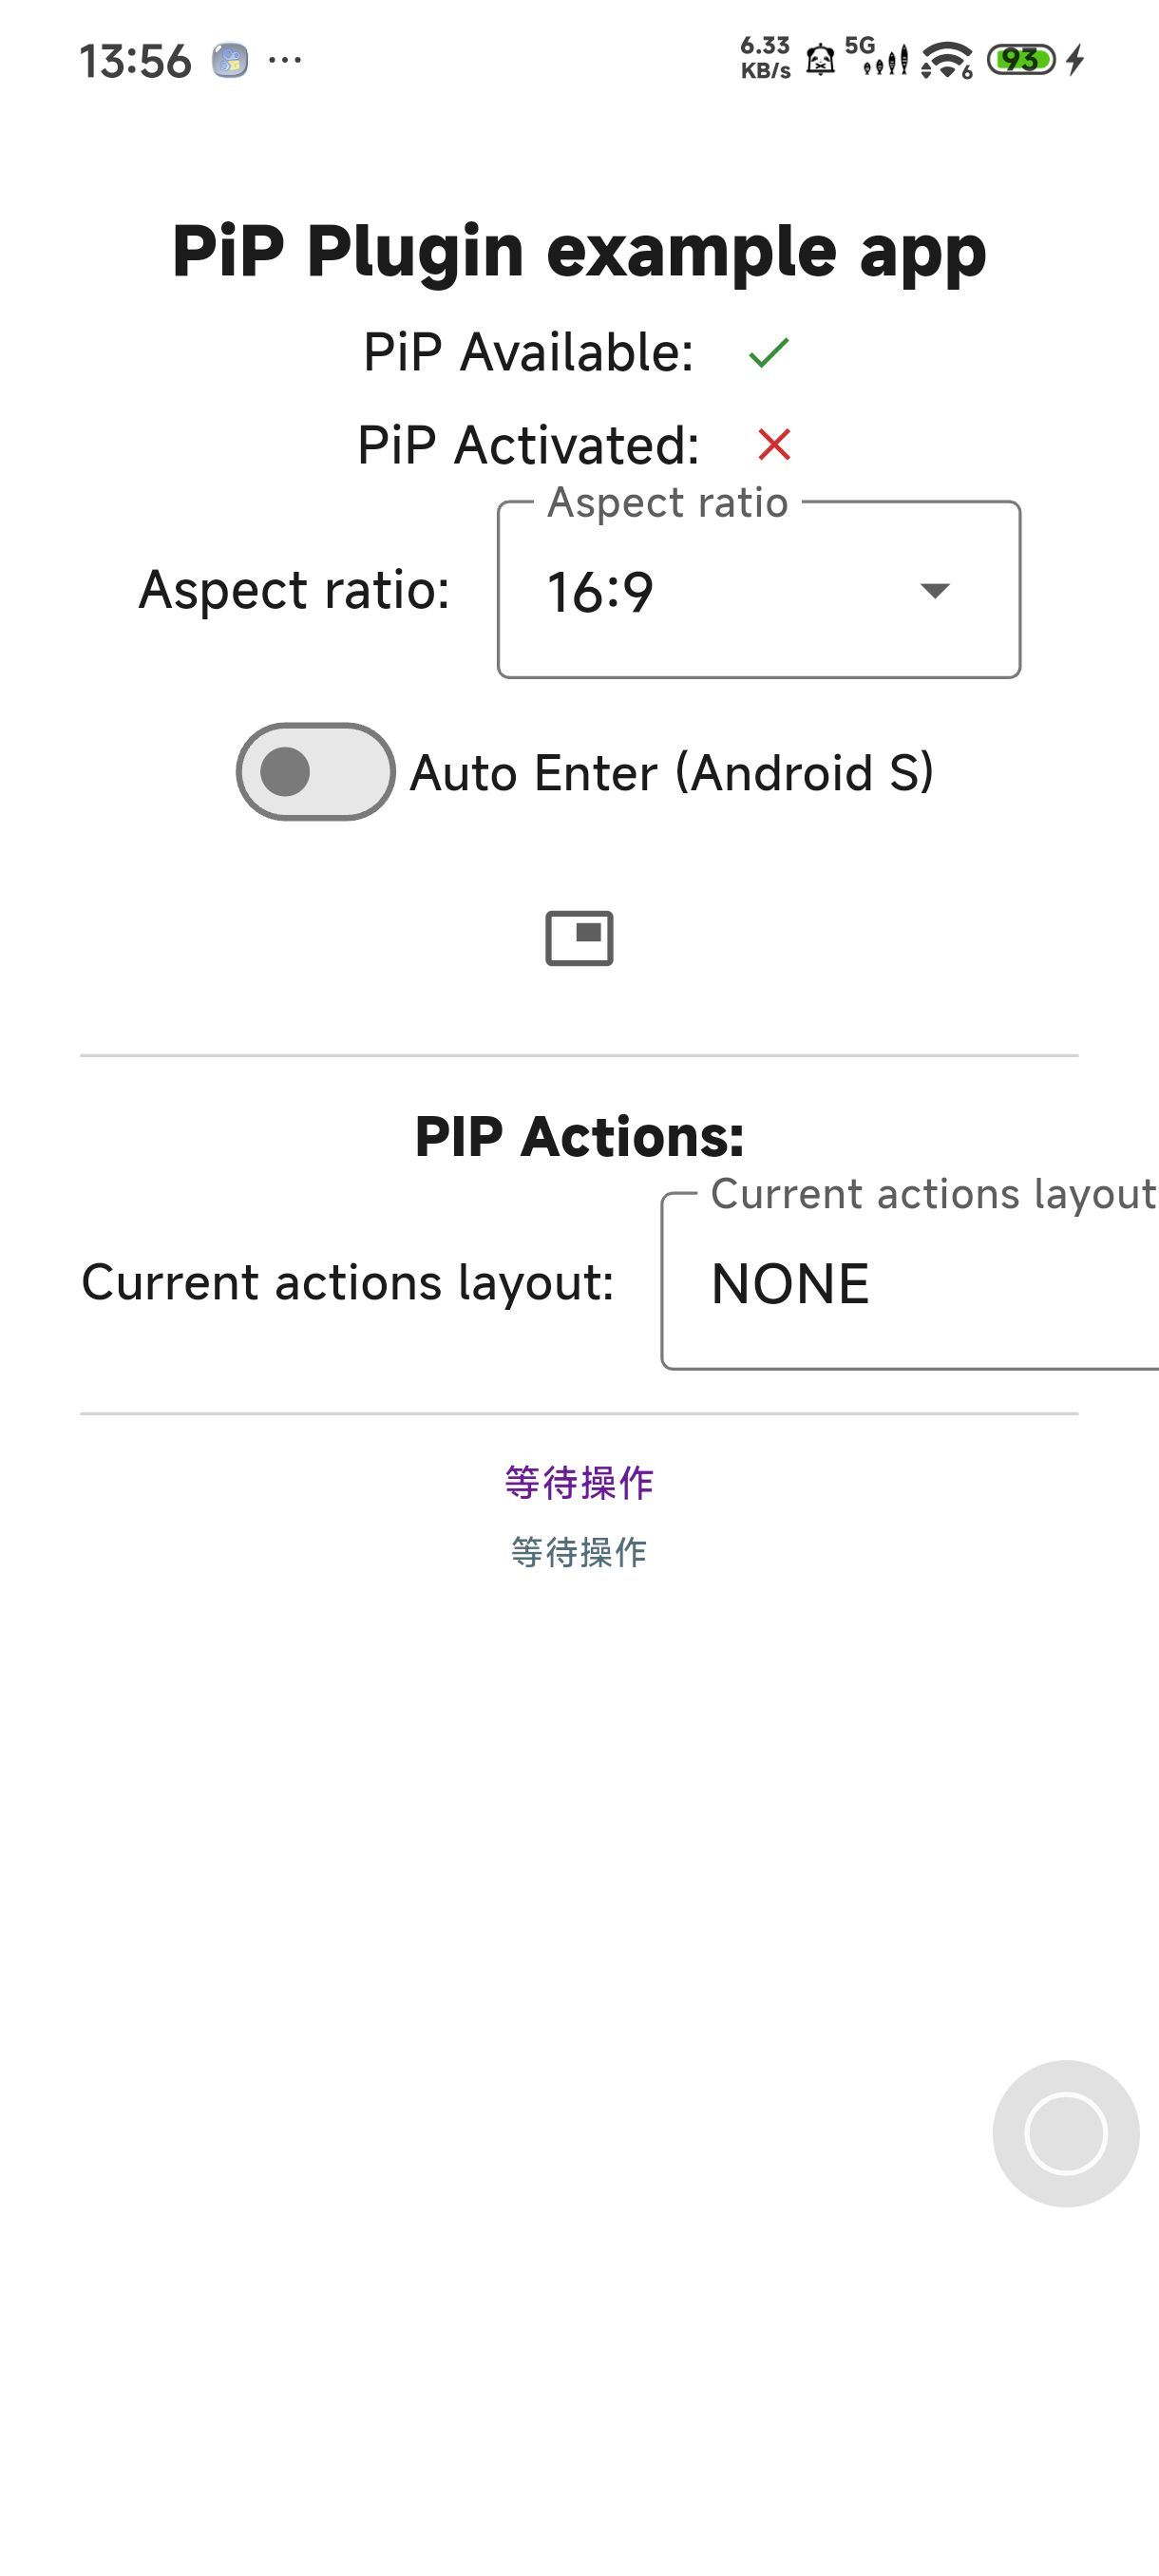 13:56 ... 6.33 KB/s 5G 6 93
PiP Plugin example app
PiP Available:
PiP Activated:
Aspect ratio
Aspect ratio: 16:9
Auto Enter (Android S)
PIP Actions:
Current actions layout
Current actions layout: NONE
等待操作
等待操作